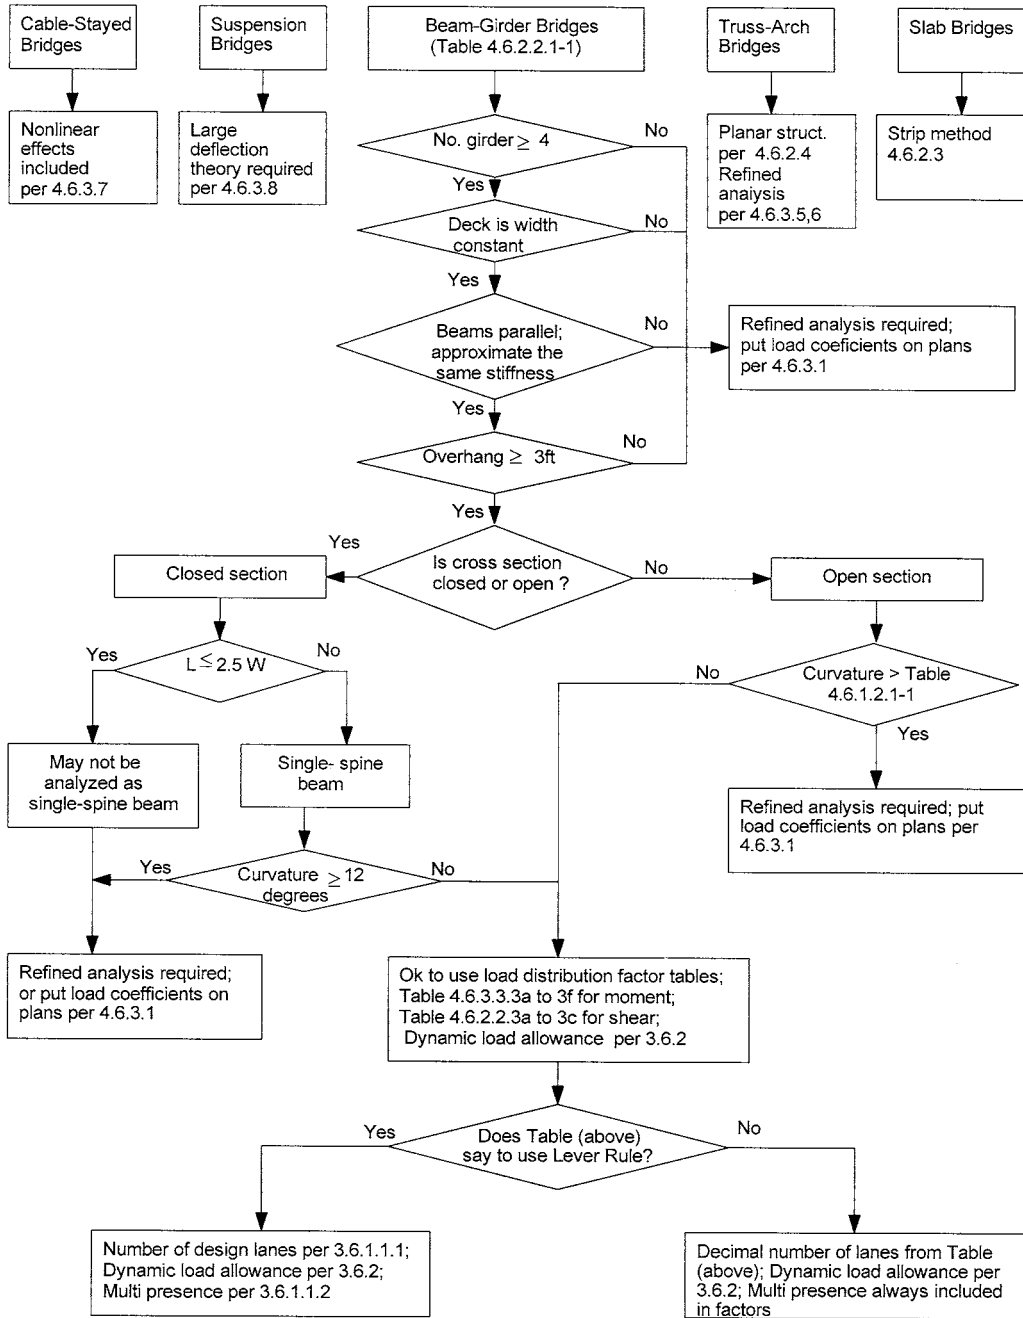 Cable-Stayed
Bridges
Suspension
Bridges
Beam-Girder Bridges
(Table 4.6.2.2.1-1)
Truss-Arch
Bridges
Slab Bridges
Nonlinear
effects
included
per 4.6.3.7
Large
deflection
theory required
per 4.6.3.8
No. girder ≥ 4
No
Yes
Planar struct.
per 4.6.2.4
Refined
analysis
per 4.6.3.5,6
Strip method
4.6.2.3
Deck is width
constant
No
Yes
Beams parallel;
approximate the
same stiffness
No
Yes
Refined analysis required;
put load coeficients on plans
per 4.6.3.1
Overhang ≥ 3ft
No
Yes
Is cross section
closed or open ?
Yes
No
Closed section
Open section
L ≤ 2.5 W
Yes
No
Curvature > Table
4.6.1.2.1-1
No
Yes
May not be
analyzed as
single-spine beam
Single- spine
beam
Refined analysis required; put
load coefficients on plans per
4.6.3.1
Curvature ≥ 12
degrees
Yes
No
Refined analysis required;
or put load coefficients on
plans per 4.6.3.1
Ok to use load distribution factor tables;
Table 4.6.3.3.3a to 3f for moment;
Table 4.6.2.2.3a to 3c for shear;
Dynamic load allowance per 3.6.2
Does Table (above)
say to use Lever Rule?
Yes
No
Number of design lanes per 3.6.1.1.1;
Dynamic load allowance per 3.6.2;
Multi presence per 3.6.1.1.2
Decimal number of lanes from Table
(above); Dynamic load allowance per
3.6.2; Multi presence always included
in factors